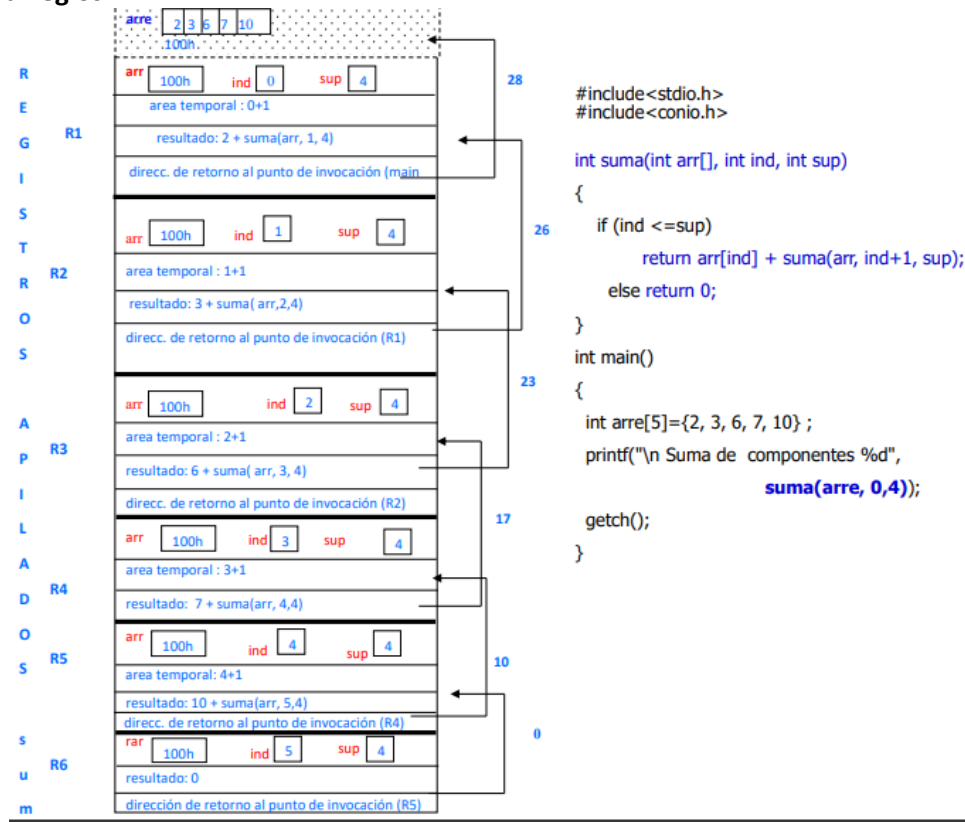 arre 2 3 6 7 10
100h
R E G I S T R O S
A P I L A D O S
s u m
R1
arr 100h ind 0 sup 4
area temporal : 0+1
resultado: 2 + suma(arr, 1, 4)
direcc. de retorno al punto de invocación (main
28
R2
arr 100h ind 1 sup 4
area temporal : 1+1
resultado: 3 + suma( arr,2,4)
direcc. de retorno al punto de invocación (R1)
26
R3
arr 100h ind 2 sup 4
area temporal : 2+1
resultado: 6 + suma( arr, 3, 4)
direcc. de retorno al punto de invocación (R2)
23
R4
arr 100h ind 3 sup 4
area temporal : 3+1
resultado: 7 + suma(arr, 4,4)
17
R5
arr 100h ind 4 sup 4
area temporal: 4+1
resultado: 10 + suma(arr, 5,4)
direcc. de retorno al punto de invocación (R4)
10
R6
rar 100h ind 5 sup 4
resultado: 0
dirección de retorno al punto de invocación (R5)
0
#include<stdio.h>
#include<conio.h>
int suma(int arr[], int ind, int sup)
{
if (ind <=sup)
return arr[ind] + suma(arr, ind+1, sup);
else return 0;
}
int main()
{
int arre[5]={2, 3, 6, 7, 10} ;
printf("\n Suma de componentes %d",
suma(arre, 0,4));
getch();
}